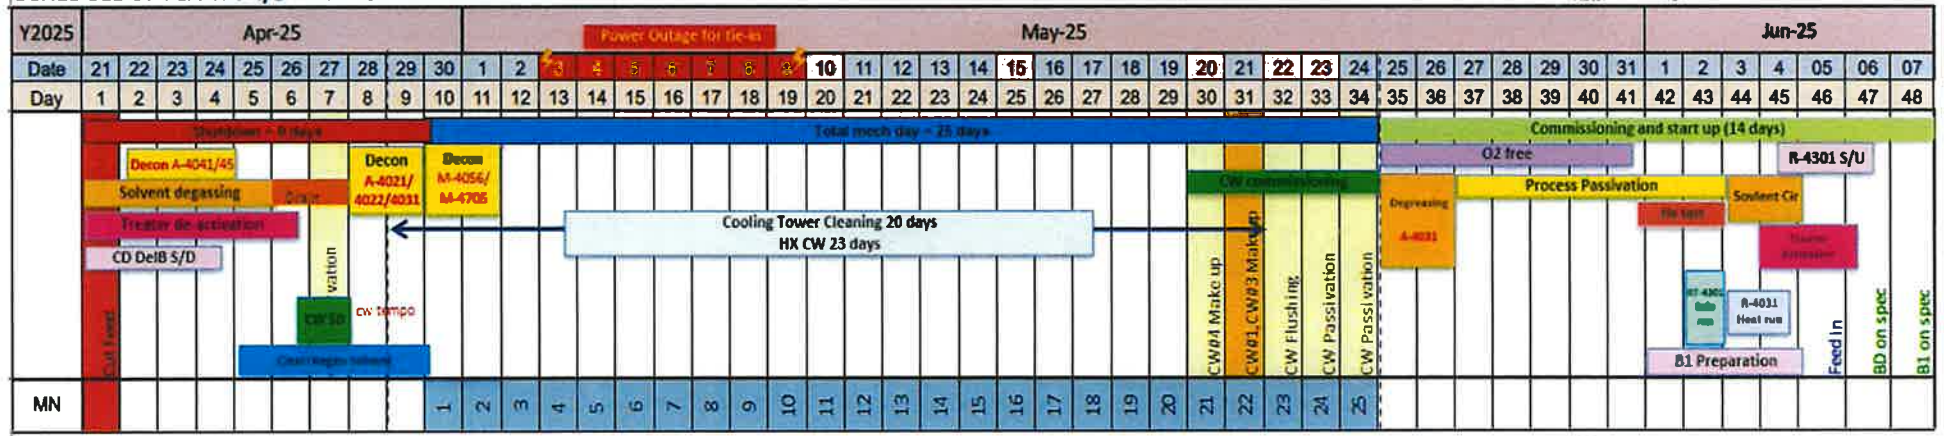 Y2025 Apr-25 Power Outage for tie-in May-25 Jun-25
Date 21 22 23 24 25 26 27 28 29 30 1 2 3 4 5 6 7 8 9 10 11 12 13 14 15 16 17 18 19 20 21 22 23 24 25 26 27 28 29 30 31 1 2 3 4 05 06 07
Day 1 2 3 4 5 6 7 8 9 10 11 12 13 14 15 16 17 18 19 20 21 22 23 24 25 26 27 28 29 30 31 32 33 34 35 36 37 38 39 40 41 42 43 44 45 46 47 48
Shutdown ~ 9 days
Total mech day ~ 25 days
Commissioning and start up (14 days)
Decon A-4041/45
Decon
A-4021/
4022/4031
Decon
M-4056/
M-4705
O2 free
R-4301 S/U
Solvent degassing
Drain
CW commissioning
Degreasing
A-4031
Process Passivation
Sovlent Cir
Treater de-activation
Cooling Tower Cleaning 20 days
HX CW 23 days
CD DelB S/D
vation
CW SD
cw tempo
Cut Feed
CW#4 Make up
CW#1,CW#3 Makeup
CW Flushing
CW Passivation
CW Passivation
R-4031
Heat run
B1 Preparation
Feed In
BD on spec
B1 on spec
MN 1 2 3 4 5 6 7 8 9 10 11 12 13 14 15 16 17 18 19 20 21 22 23 24 25